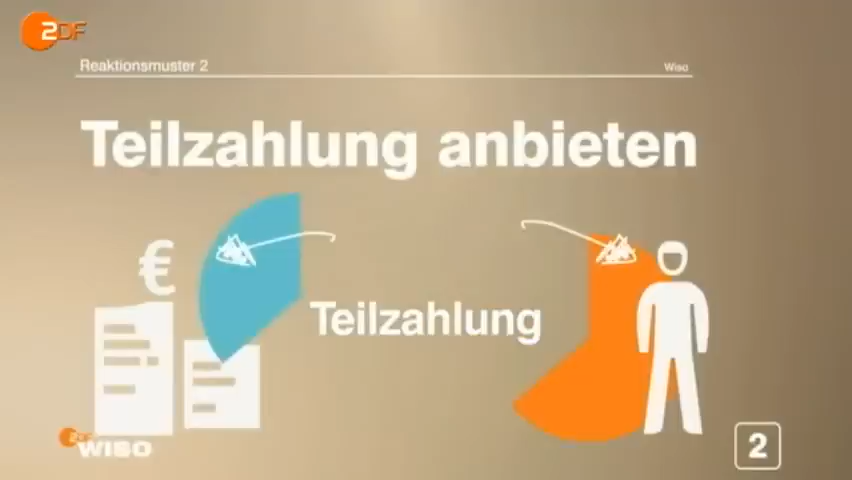 ZDF
Reaktionsmuster 2
Wiso
Teilzahlung anbieten
€
Teilzahlung
ZDF
WISO
2